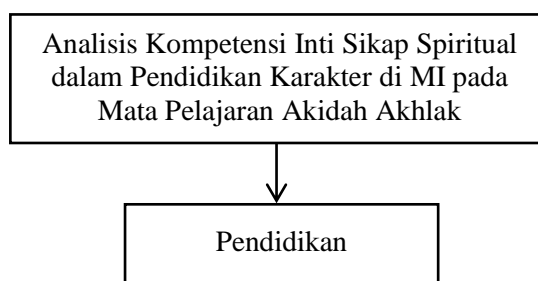 Analisis Kompetensi Inti Sikap Spiritual
dalam Pendidikan Karakter di MI pada
Mata Pelajaran Akidah Akhlak
Pendidikan